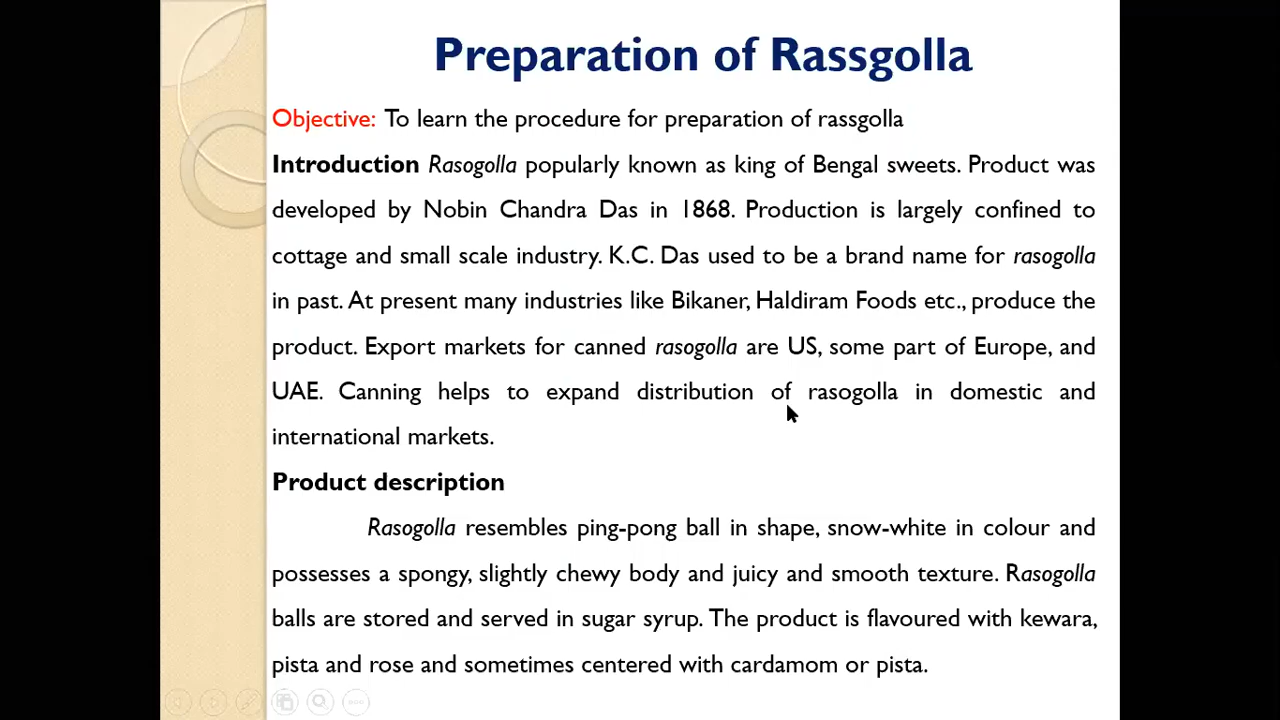 Preparation of Rassgolla
Objective: To learn the procedure for preparation of rassgolla
Introduction Rasogolla popularly known as king of Bengal sweets. Product was
developed by Nobin Chandra Das in 1868. Production is largely confined to
cottage and small scale industry. K.C. Das used to be a brand name for rasogolla
in past. At present many industries like Bikaner, Haldiram Foods etc., produce the
product. Export markets for canned rasogolla are US, some part of Europe, and
UAE. Canning helps to expand distribution of rasogolla in domestic and
international markets.
Product description
Rasogolla resembles ping-pong ball in shape, snow-white in colour and
possesses a spongy, slightly chewy body and juicy and smooth texture. Rasogolla
balls are stored and served in sugar syrup. The product is flavoured with kewara,
pista and rose and sometimes centered with cardamom or pista.